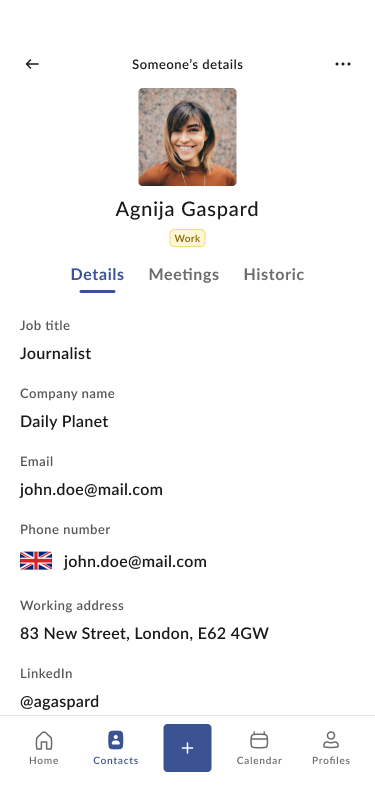 Someone's details
Agnija Gaspard
Work
Details Meetings Historic
Job title
Journalist
Company name
Daily Planet
Email
john.doe@mail.com
Phone number
john.doe@mail.com
Working address
83 New Street, London, E62 4GW
LinkedIn
@agaspard
Home Contacts + Calendar Profiles